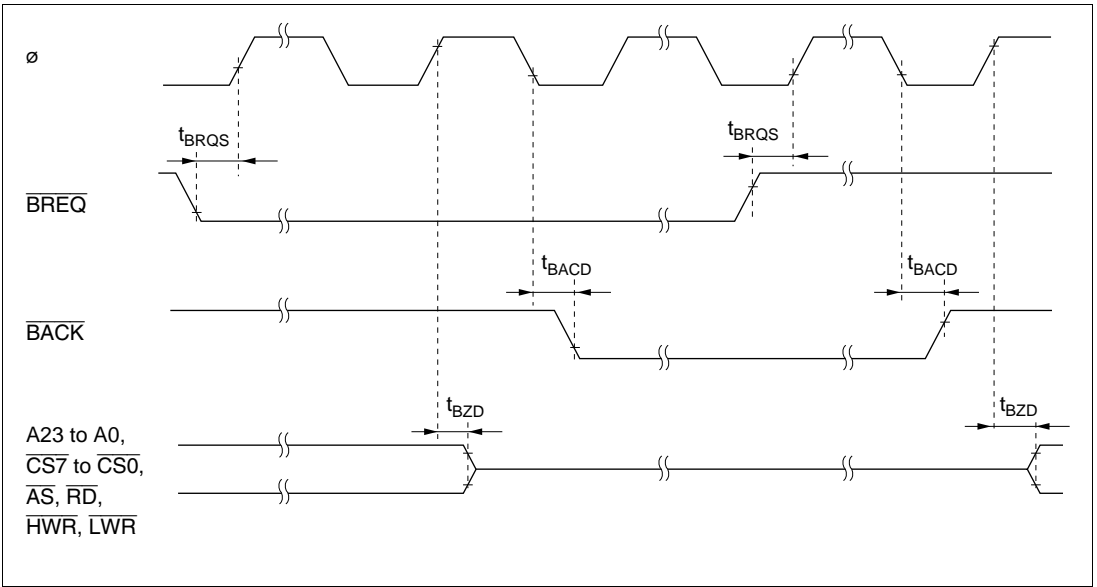 ø
tBRQS tBRQS
BREQ
tBACD tBACD
BACK
tBZD tBZD
A23 to A0,
CS7 to CS0,
AS, RD,
HWR, LWR